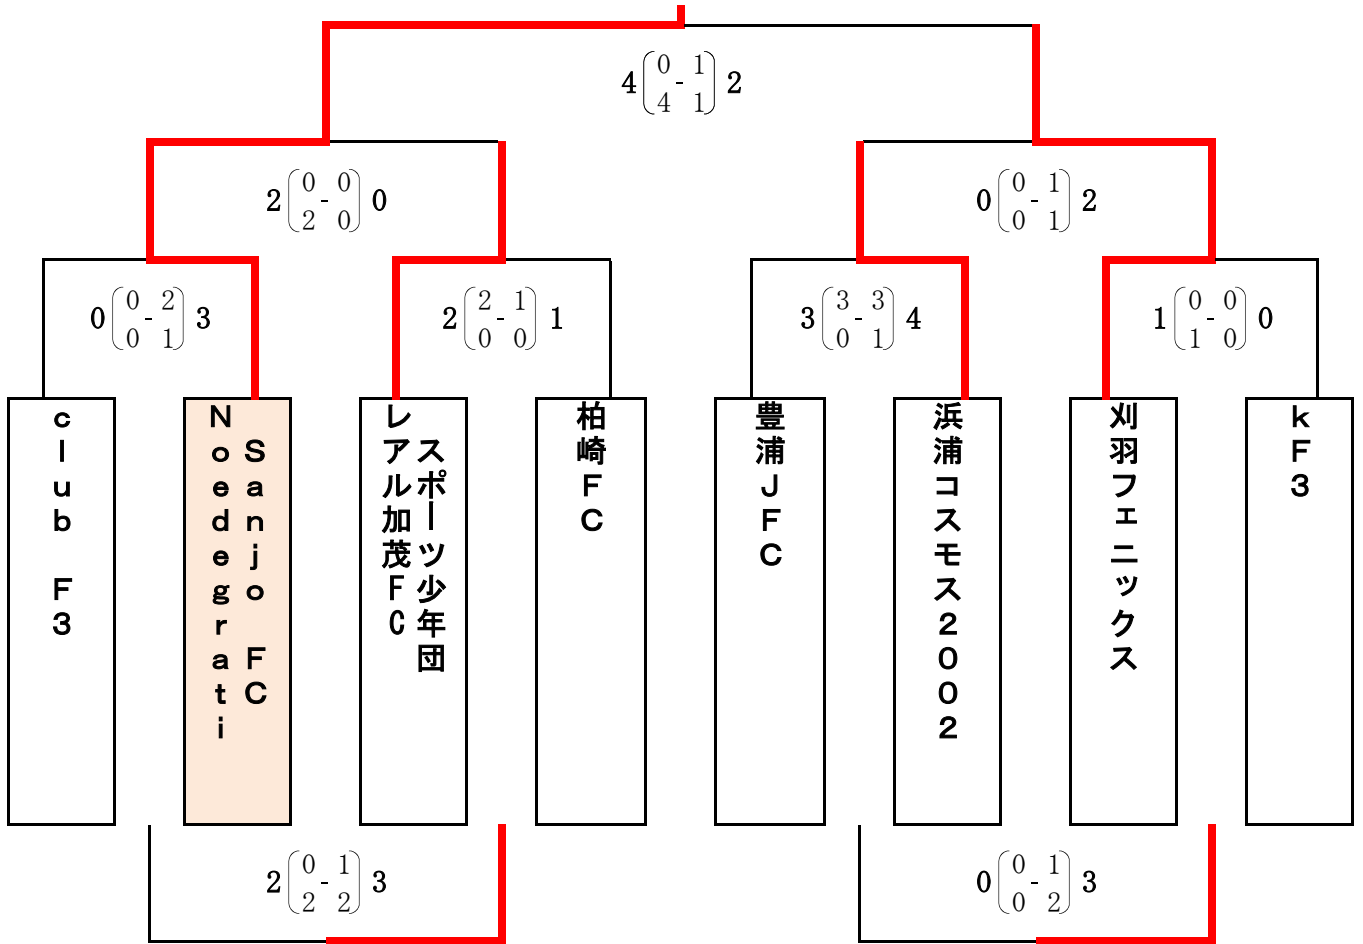 4 (0 - 1 2
4 1)
2 (0 - 0 0
2 0)
0 (0 - 1 2
0 1)
0 (0 - 2 3
0 1)
2 (2 - 1 1
0 0)
3 (3 - 3 4
0 1)
1 (0 - 0 0
1 0)
club F3
Noedegrati
Sanjo FC
レアル加茂FC
スポーツ少年団
柏崎FC
豊浦JFC
浜浦コスモス2002
刈羽フェニックス
kF3
2 (0 - 1 3
2 2)
0 (0 - 1 3
0 2)